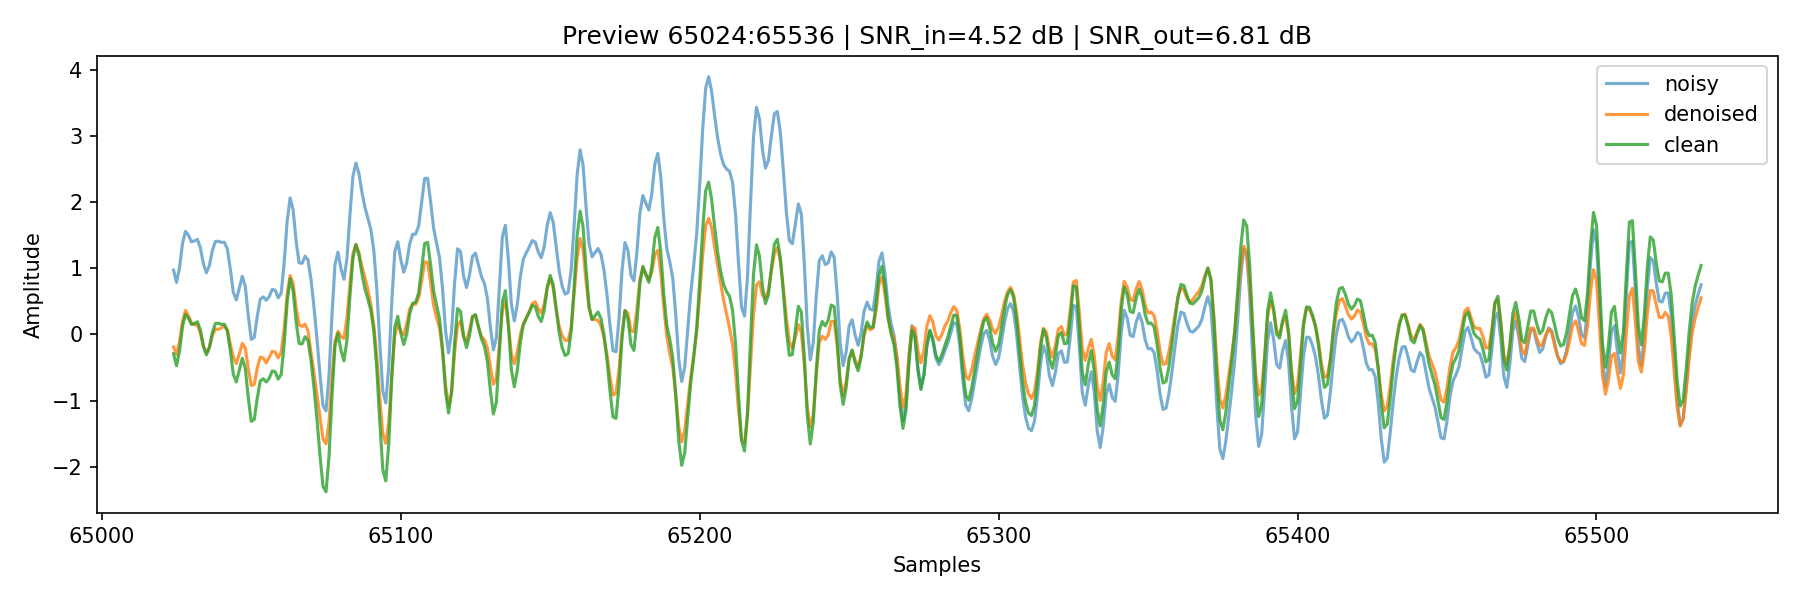 Preview 65024:65536 | SNR_in=4.52 dB | SNR_out=6.81 dB
noisy
denoised
clean
Amplitude
4
3
2
1
0
−1
−2
65000 65100 65200 65300 65400 65500
Samples